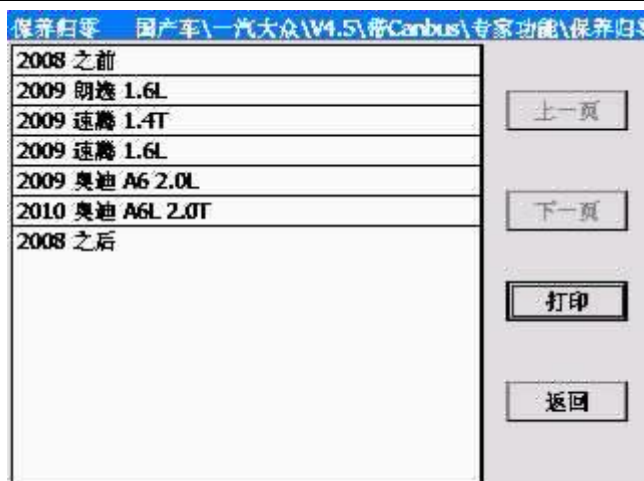 保养归零 国产车\一汽大众\V4.5\带Canbus\专家功能\保养归零
2008 之前
2009 朗逸 1.6L
2009 速腾 1.4T
2009 速腾 1.6L
2009 奥迪 A6 2.0L
2010 奥迪 A6L 2.0T
2008 之后
上一页
下一页
打印
返回